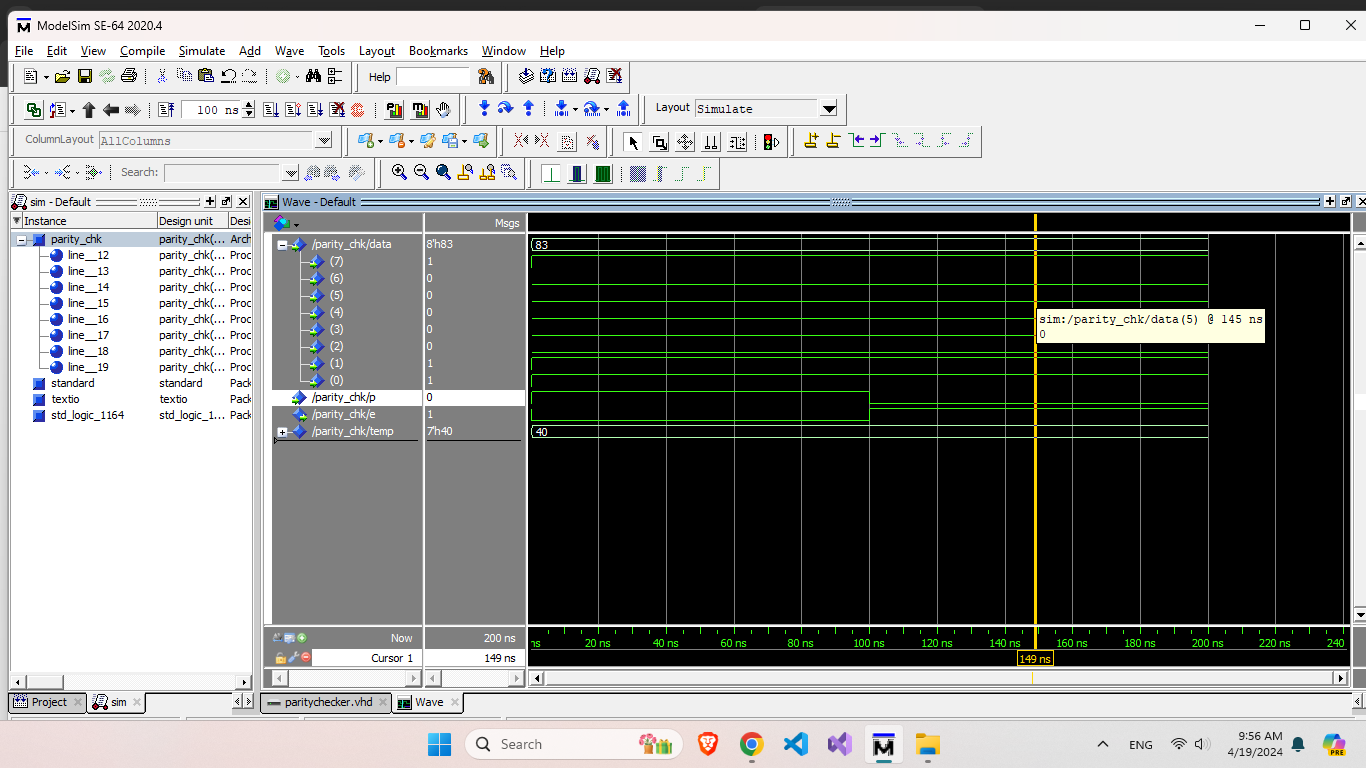 ModelSim SE-64 2020.4
File Edit View Compile Simulate Add Wave Tools Layout Bookmarks Window Help
Help
100 ns
Layout Simulate
ColumnLayout AllColumns
Search:
sim - Default
Instance Design unit Desi
parity_chk parity_chk(... Arch
line__12 parity_chk(... Proc
line__13 parity_chk(... Proc
line__14 parity_chk(... Proc
line__15 parity_chk(... Proc
line__16 parity_chk(... Proc
line__17 parity_chk(... Proc
line__18 parity_chk(... Proc
line__19 parity_chk(... Proc
standard standard Pack
textio textio Pack
std_logic_1164 std_logic_1... Pack
Wave - Default
Msgs
/parity_chk/data 8'h83 83
(7) 1
(6) 0
(5) 0
(4) 0
(3) 0
(2) 0
(1) 1
(0) 1
/parity_chk/p 0
/parity_chk/e 1
/parity_chk/temp 7'h40 40
sim:/parity_chk/data(5) @ 145 ns
0
Now 200 ns
ns 20 ns 40 ns 60 ns 80 ns 100 ns 120 ns 140 ns 160 ns 180 ns 200 ns 220 ns 240
Cursor 1 149 ns
149 ns
Project sim
paritychecker.vhd Wave
Search
ENG
9:56 AM
4/19/2024
PRE